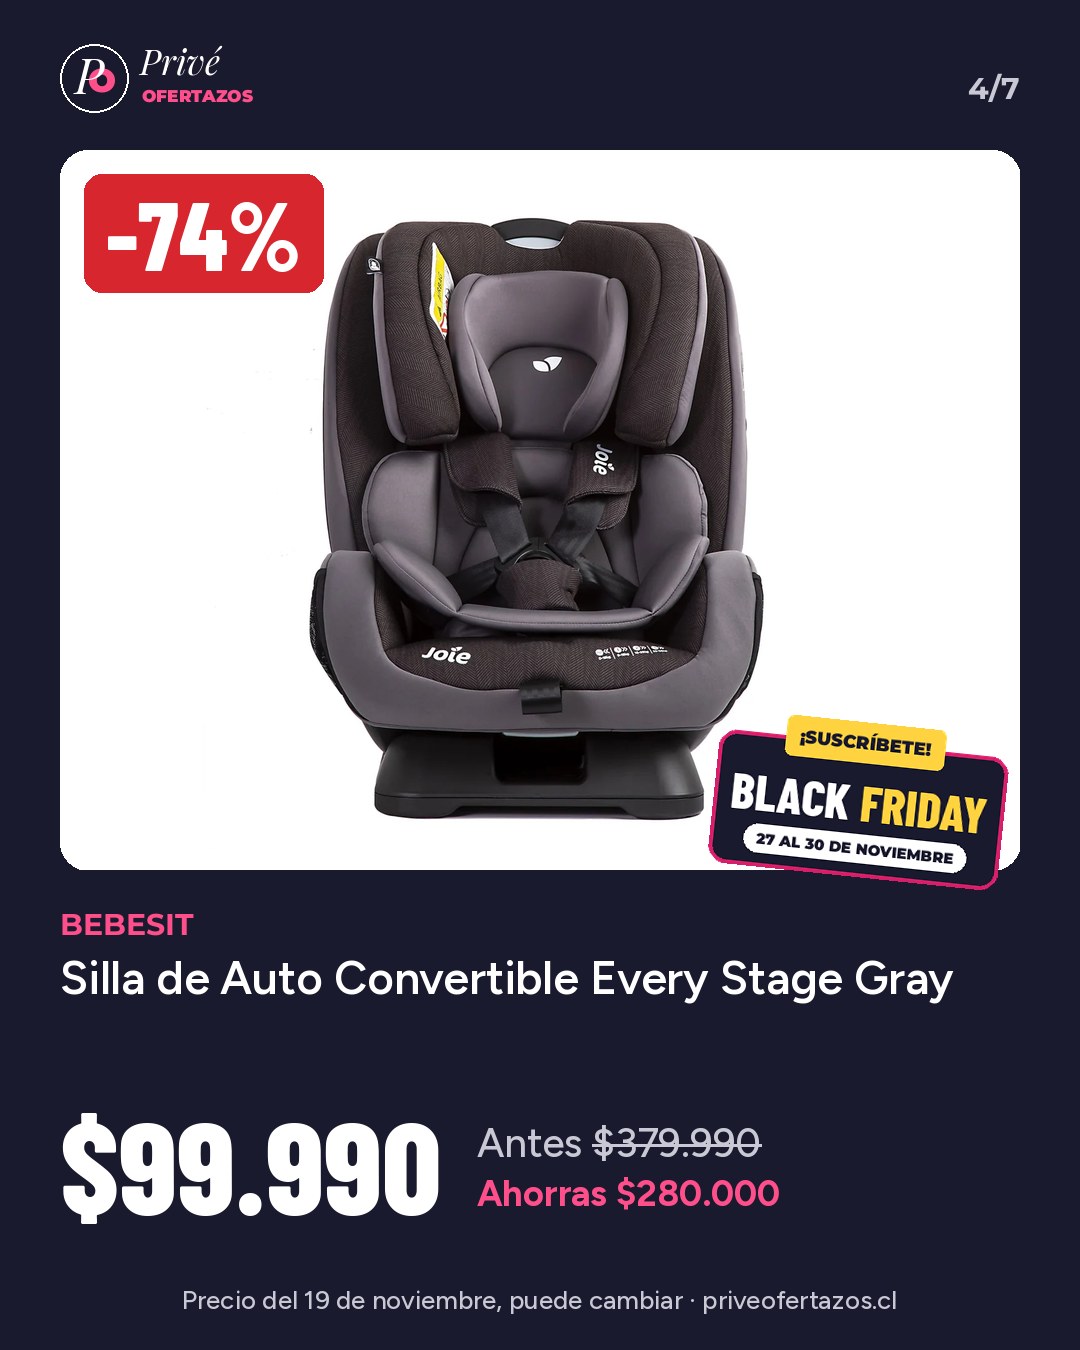 Privé
OFERTAZOS
4/7
-74%
Joie
Joie
¡SUSCRÍBETE!
BLACK FRIDAY
27 AL 30 DE NOVIEMBRE
BEBESIT
Silla de Auto Convertible Every Stage Gray
$99.990
Antes $379.990
Ahorras $280.000
Precio del 19 de noviembre, puede cambiar · priveofertazos.cl